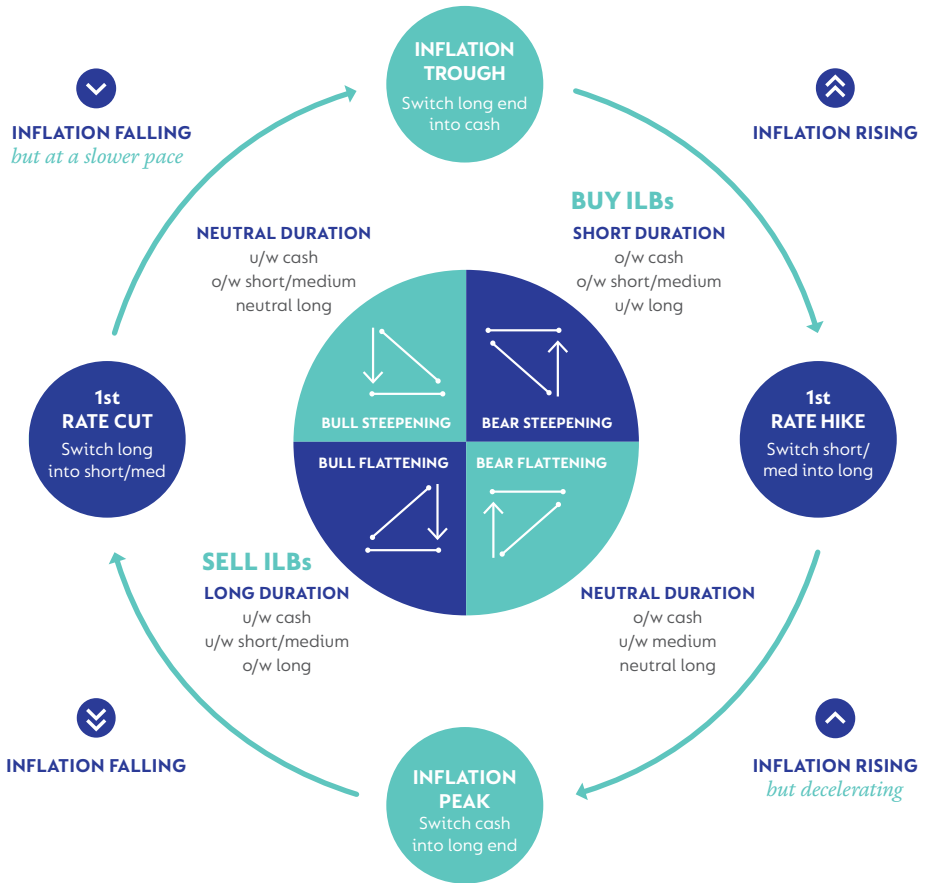 INFLATION
TROUGH
Switch long end
into cash
INFLATION FALLING
but at a slower pace
INFLATION RISING
BUY ILBs
NEUTRAL DURATION
u/w cash
o/w short/medium
neutral long
SHORT DURATION
o/w cash
o/w short/medium
u/w long
1st
RATE CUT
Switch long
into short/med
BULL STEEPENING
BEAR STEEPENING
BULL FLATTENING
BEAR FLATTENING
1st
RATE HIKE
Switch short/
med into long
SELL ILBs
LONG DURATION
u/w cash
u/w short/medium
o/w long
NEUTRAL DURATION
o/w cash
u/w medium
neutral long
INFLATION FALLING
INFLATION RISING
but decelerating
INFLATION
PEAK
Switch cash
into long end